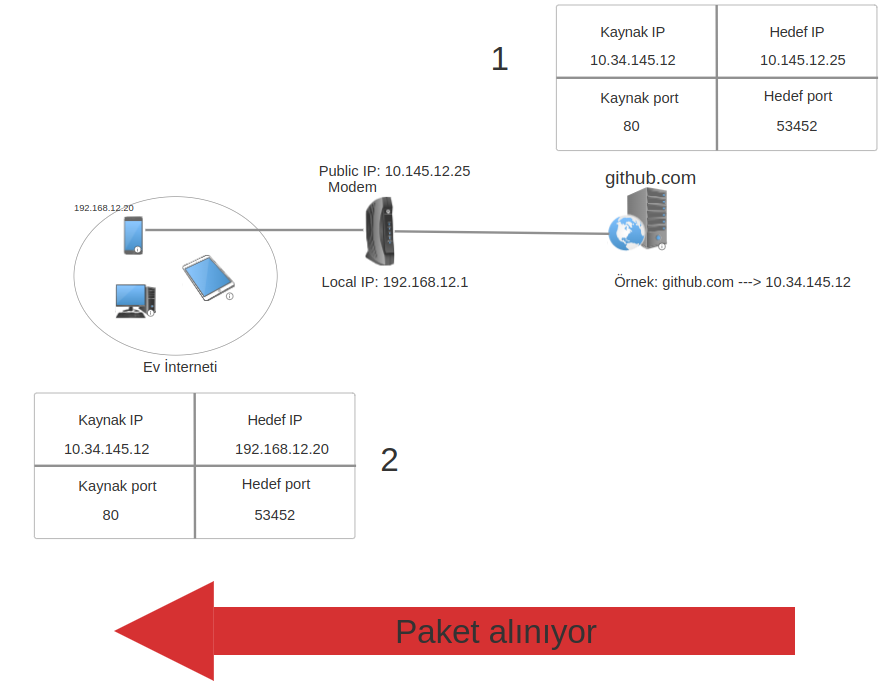 1
Kaynak IP
Hedef IP
10.34.145.12
10.145.12.25
Kaynak port
Hedef port
80
53452
Public IP: 10.145.12.25
Modem
github.com
192.168.12.20
Local IP: 192.168.12.1
Örnek: github.com ---> 10.34.145.12
Ev İnterneti
Kaynak IP
Hedef IP
10.34.145.12
192.168.12.20
2
Kaynak port
Hedef port
80
53452
Paket alınıyor